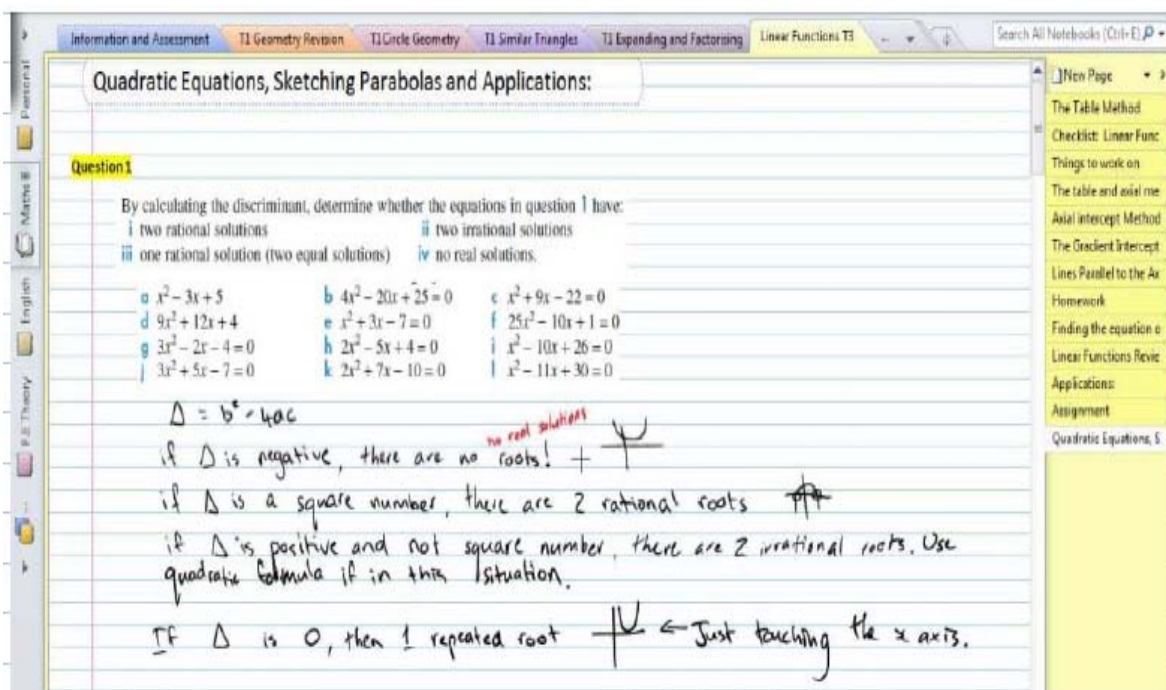 Information and Assessment T1 Geometry Revision T1 Circle Geometry T1 Similar Triangles T1 Expanding and Factorising Linear Functions T3 Search All Notebooks (Ctrl+E)
Personal
Maths
English
P.E Theory
Quadratic Equations, Sketching Parabolas and Applications:
Question 1
By calculating the discriminant, determine whether the equations in question 1 have:
i two rational solutions ii two irrational solutions
iii one rational solution (two equal solutions) iv no real solutions.
a x² − 3x + 5 b 4x² − 20x + 25 = 0 c x² + 9x − 22 = 0
d 9x² + 12x + 4 e x² + 3x − 7 = 0 f 25x² − 10x + 1 = 0
g 3x² − 2x − 4 = 0 h 2x² − 5x + 4 = 0 i x² − 10x + 26 = 0
j 3x² + 5x − 7 = 0 k 2x² + 7x − 10 = 0 l x² − 11x + 30 = 0
Δ = b² - 4ac
no real solutions
if Δ is negative, there are no roots!
if Δ is a square number, there are 2 rational roots
if Δ is positive and not square number, there are 2 irrational roots. Use
quadratic formula if in this situation.
If Δ is 0, then 1 repeated root ← Just touching the x axis.
New Page
The Table Method
Checklist: Linear Func
Things to work on
The table and axial me
Axial intercept Method
The Gradient Intercept
Lines Parallel to the Ax
Homework
Finding the equation o
Linear Functions Revie
Applications:
Assignment
Quadratic Equations, S